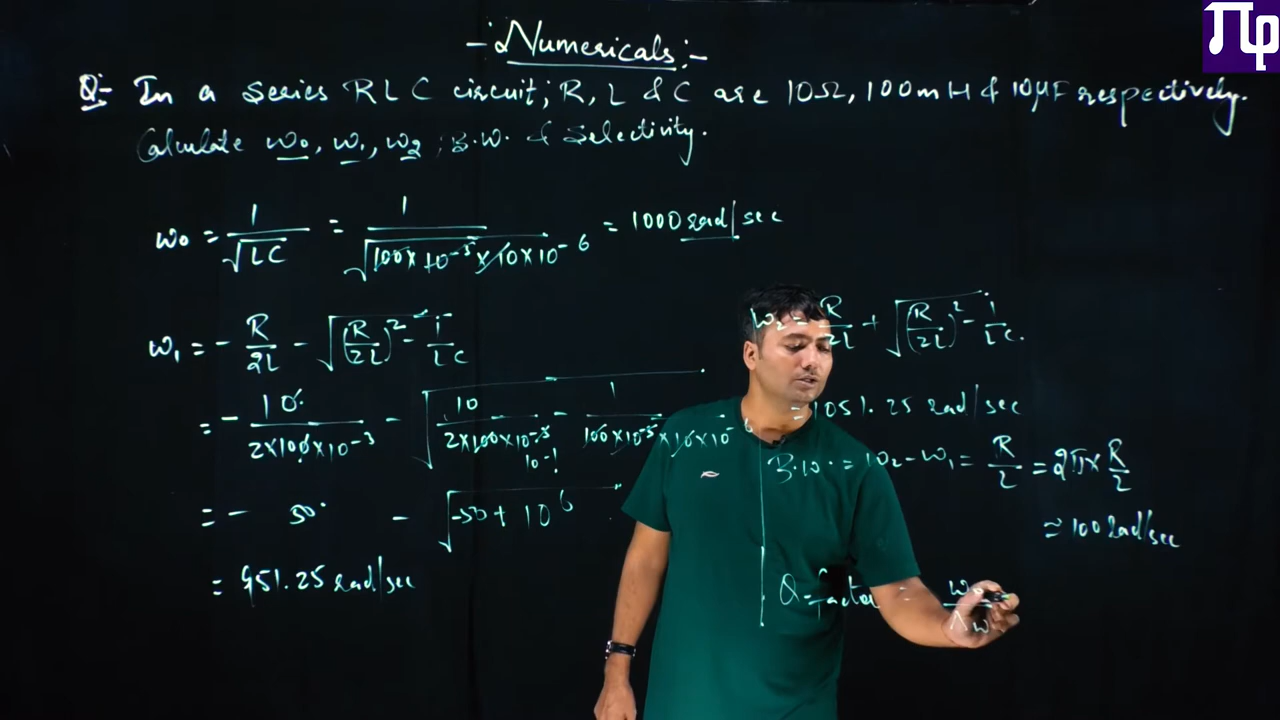 Πφ
-: Numericals :-
Q:- In a series RLC circuit; R, L & C are 10Ω, 100mH & 10μF respectively.
Calculate ω₀, ω₁, ω₂, B.W. & Selectivity.
ω₀ = 1/√LC = 1/√(100×10⁻³×10×10⁻⁶) = 1000 rad/sec
ω₁ = -R/2L - √((R/2L)² - 1/LC)
= - 10/(2×100×10⁻³) - √(10/(2×100×10⁻³) - 1/(100×10⁻³×10×10⁻⁶))
10⁻¹
= - 50 - √(-50 + 10⁶)
= 951.25 rad/sec
ω₂ = R/2L + √((R/2L)² - 1/LC.)
= 1051.25 rad/sec
B.W. = ω₂ - ω₁ = R/L = 2π × R/L
≈ 100 rad/sec
Q-factor = ω₀/Δω =